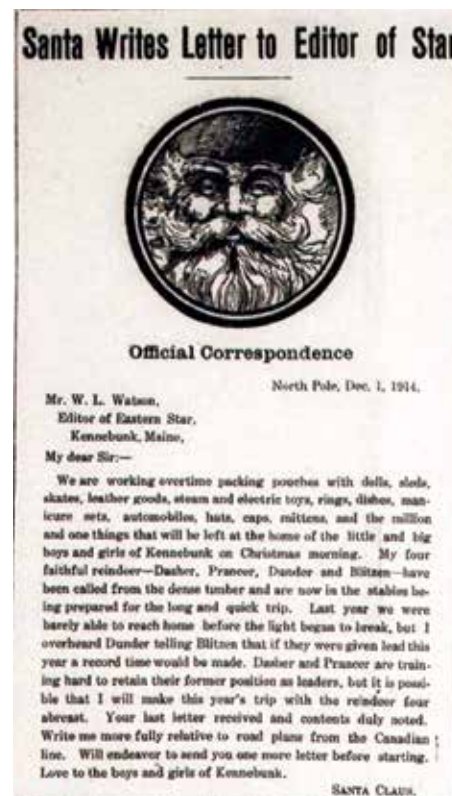 Santa Writes Letter to Editor of Star
Official Correspondence
North Pole, Dec. 1, 1914.
Mr. W. L. Watson,
Editor of Eastern Star,
Kennebunk, Maine,
My dear Sir:—
We are working overtime packing pouches with dolls, sleds,
skates, leather goods, steam and electric toys, rings, dishes, man-
icure sets, automobiles, hats, caps, mittens, and the million
and one things that will be left at the home of the little and big
boys and girls of Kennebunk on Christmas morning. My four
faithful reindeer—Dasher, Prancer, Dunder and Blitzen—have
been called from the dense timber and are now in the stables be-
ing prepared for the long and quick trip. Last year we were
barely able to reach home before the light began to break, but I
overheard Dunder telling Blitzen that if they were given lead this
year a record time would be made. Dasher and Prancer are train-
ing hard to retain their former position as leaders, but it is possi-
ble that I will make this year's trip with the reindeer four
abreast. Your last letter received and contents duly noted.
Write me more fully relative to road plans from the Canadian
line. Will endeaver to send you one more letter before starting.
Love to the boys and girls of Kennebunk.
SANTA CLAUS.